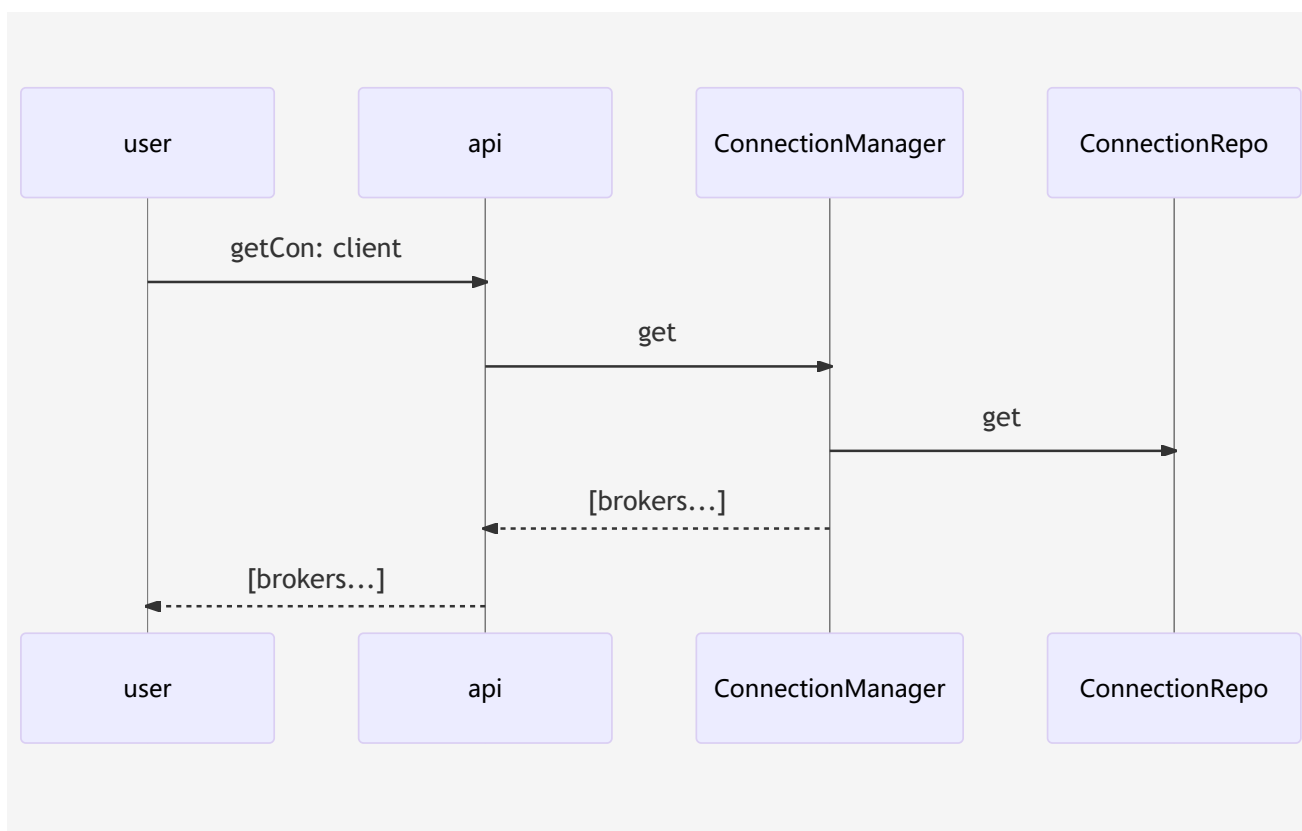 user
api
ConnectionManager
ConnectionRepo
getCon: client
get
get
[brokers...]
[brokers...]
user
api
ConnectionManager
ConnectionRepo